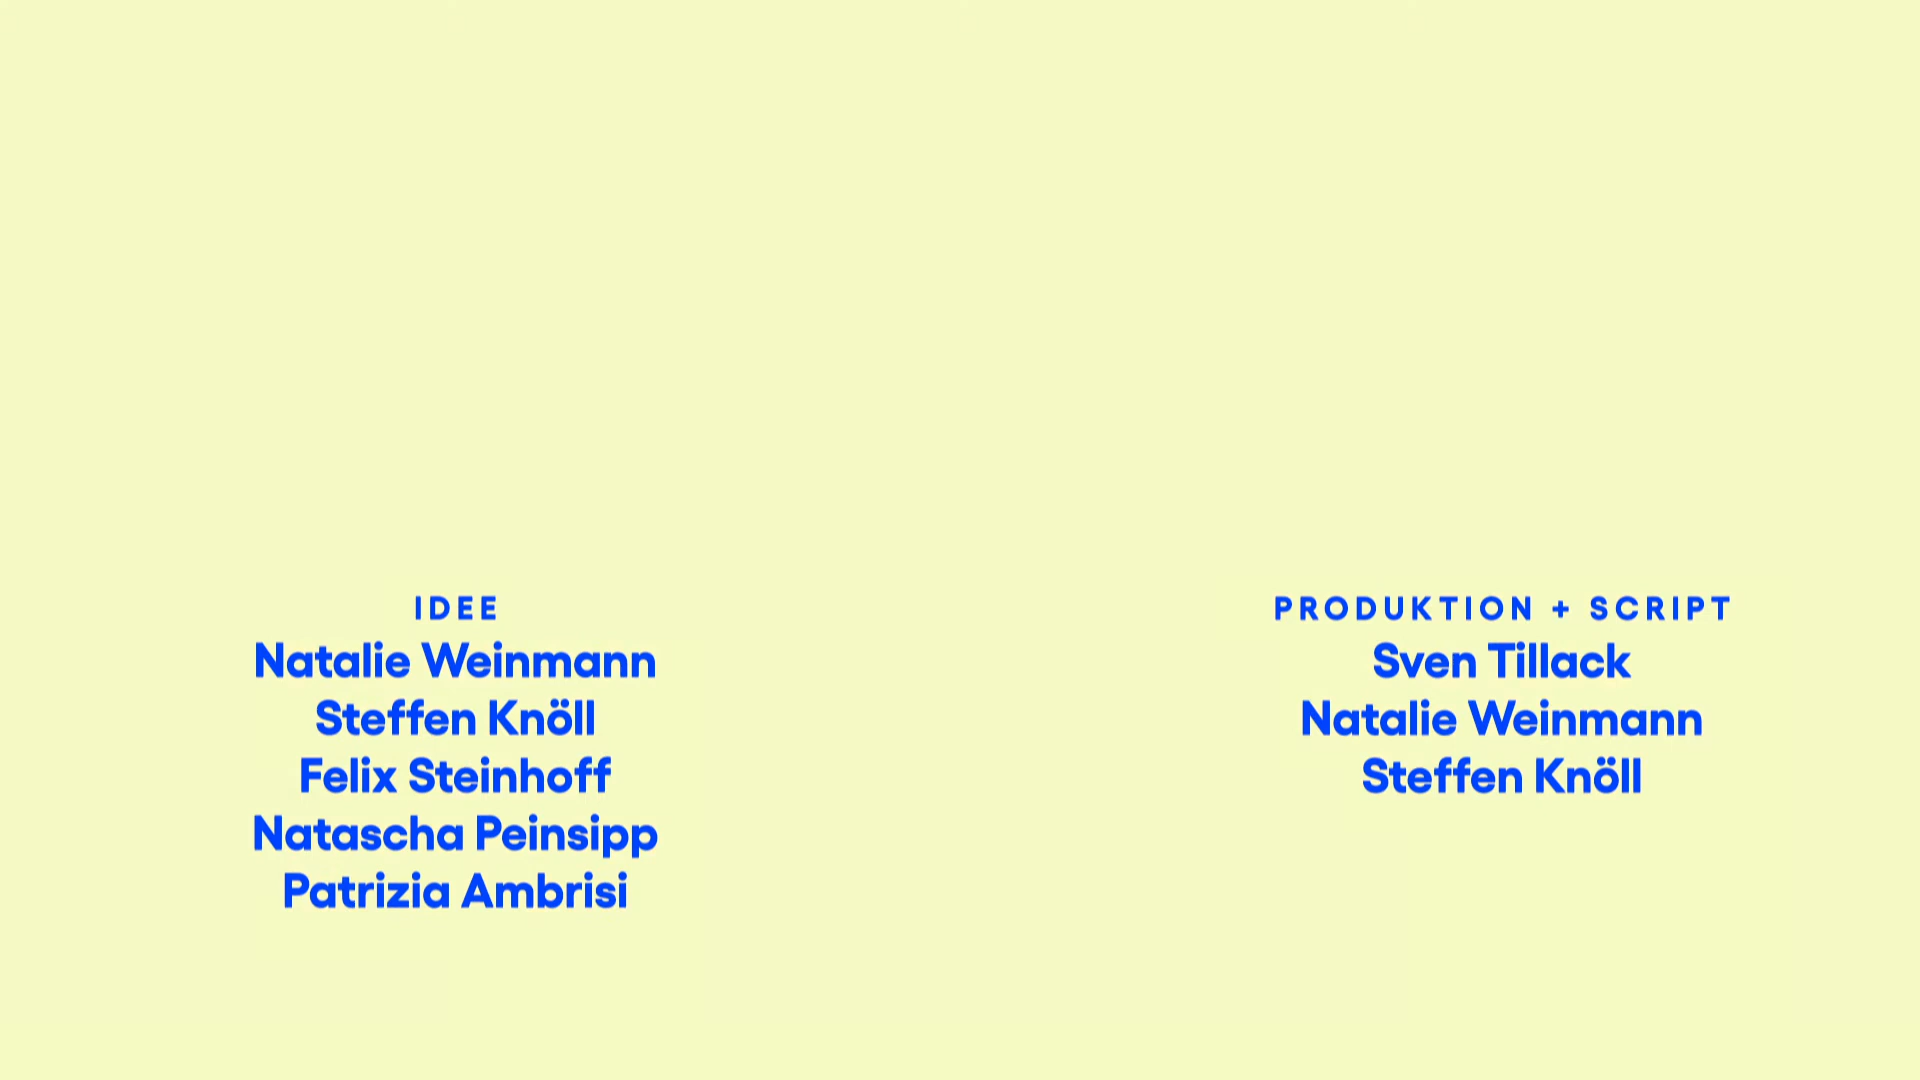 IDEE
Natalie Weinmann
Steffen Knöll
Felix Steinhoff
Natascha Peinsipp
Patrizia Ambrisi
PRODUKTION + SCRIPT
Sven Tillack
Natalie Weinmann
Steffen Knöll